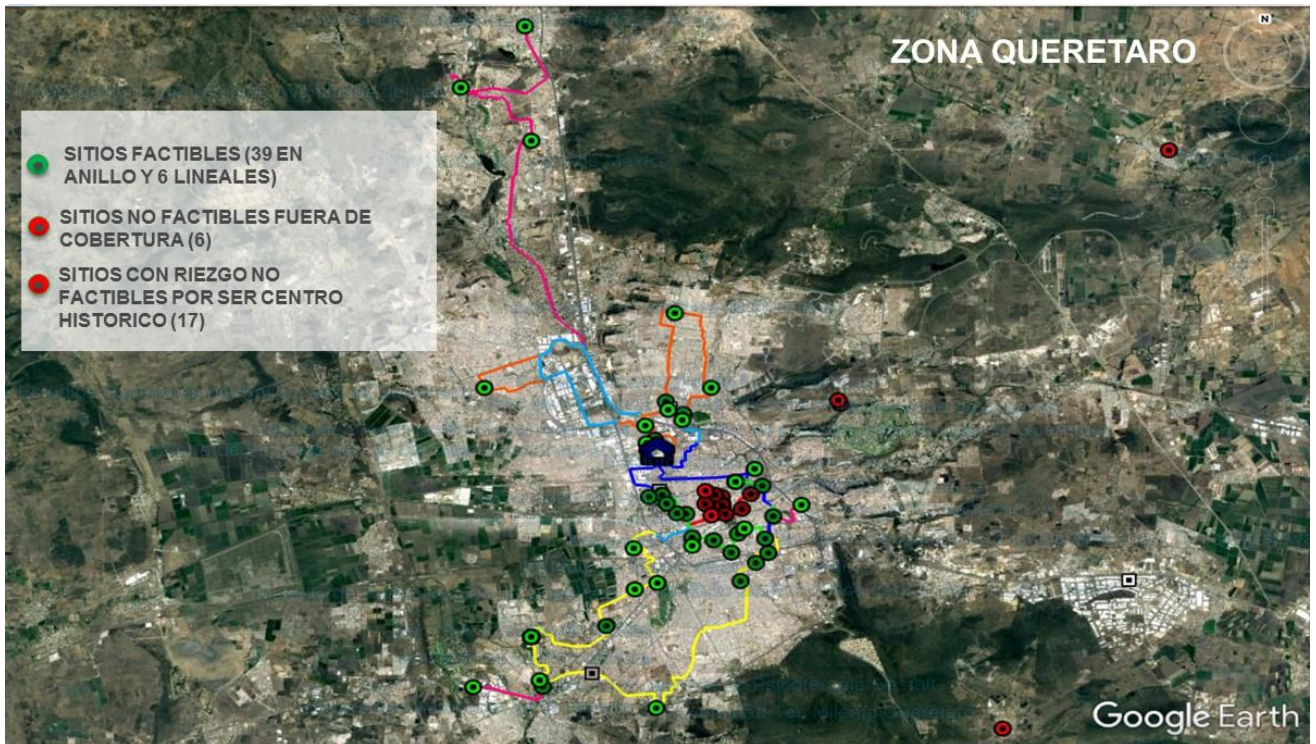 ZONA QUERETARO
N
SITIOS FACTIBLES (39 EN
ANILLO Y 6 LINEALES)
SITIOS NO FACTIBLES FUERA DE
COBERTURA (6)
SITIOS CON RIEZGO NO
FACTIBLES POR SER CENTRO
HISTORICO (17)
Google Earth